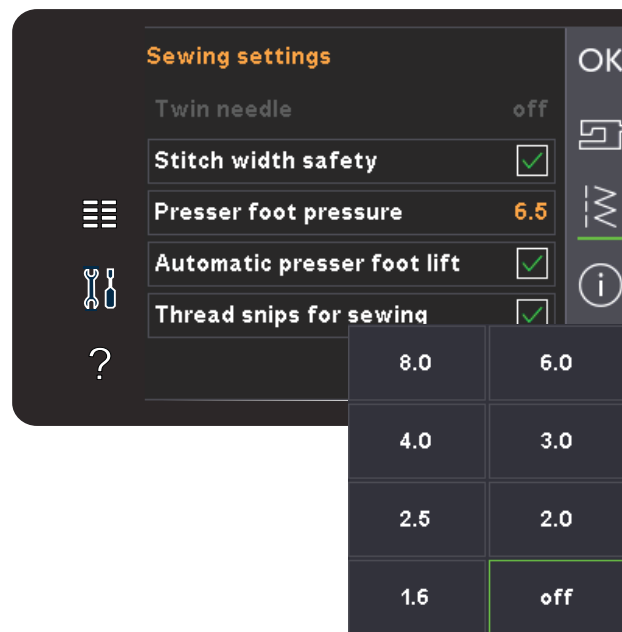 Sewing settings
OK
Twin needle off
Stitch width safety
Presser foot pressure 6.5
Automatic presser foot lift
Thread snips for sewing
?
i
8.0 6.0
4.0 3.0
2.5 2.0
1.6 off